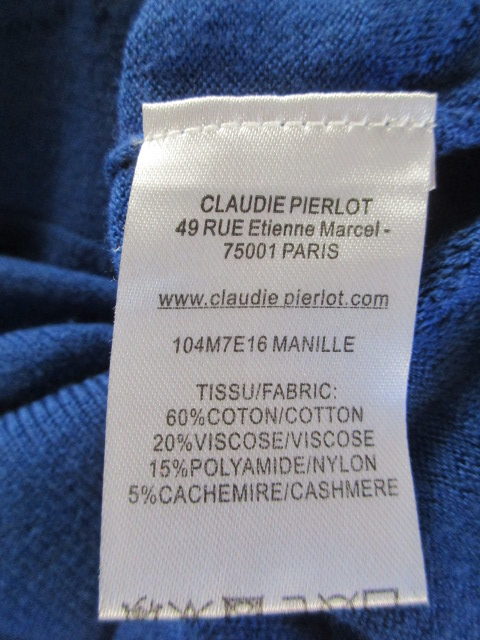 CLAUDIE PIERLOT
49 RUE Etienne Marcel -
75001 PARIS
www.claudie pierlot.com
104M7E16 MANILLE
TISSU/FABRIC:
60%COTON/COTTON
20%VISCOSE/VISCOSE
15%POLYAMIDE/NYLON
5%CACHEMIRE/CASHMERE